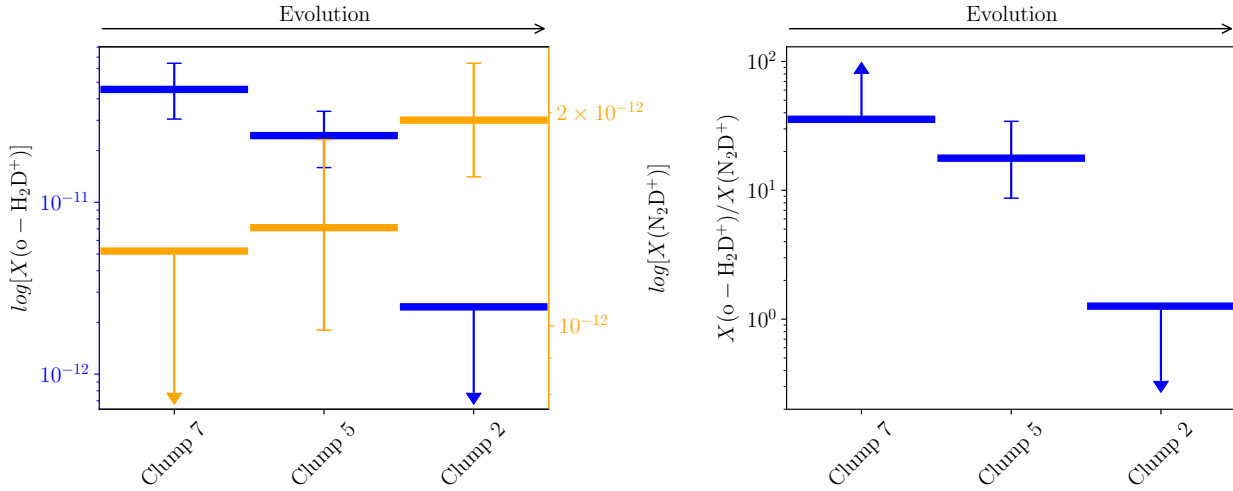 Evolution
log[X(o − H₂D⁺)]
10⁻¹¹
10⁻¹²
2 × 10⁻¹²
10⁻¹²
log[X(N₂D⁺)]
Clump 7
Clump 5
Clump 2
Evolution
X(o − H₂D⁺)/X(N₂D⁺)
10²
10¹
10⁰
Clump 7
Clump 5
Clump 2